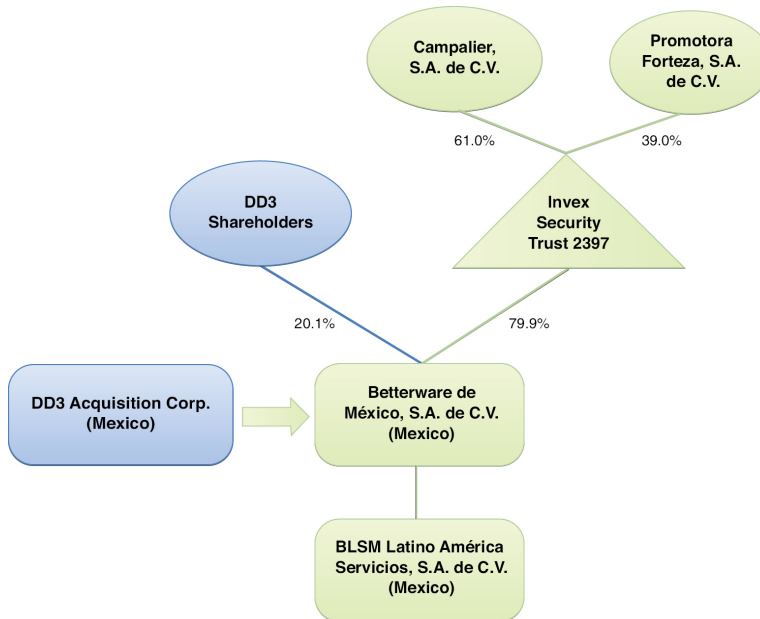 Campalier,
S.A. de C.V.
Promotora
Forteza, S.A.
de C.V.
61.0%
39.0%
DD3
Shareholders
Invex
Security
Trust 2397
20.1%
79.9%
DD3 Acquisition Corp.
(Mexico)
Betterware de
México, S.A. de C.V.
(Mexico)
BLSM Latino América
Servicios, S.A. de C.V.
(Mexico)